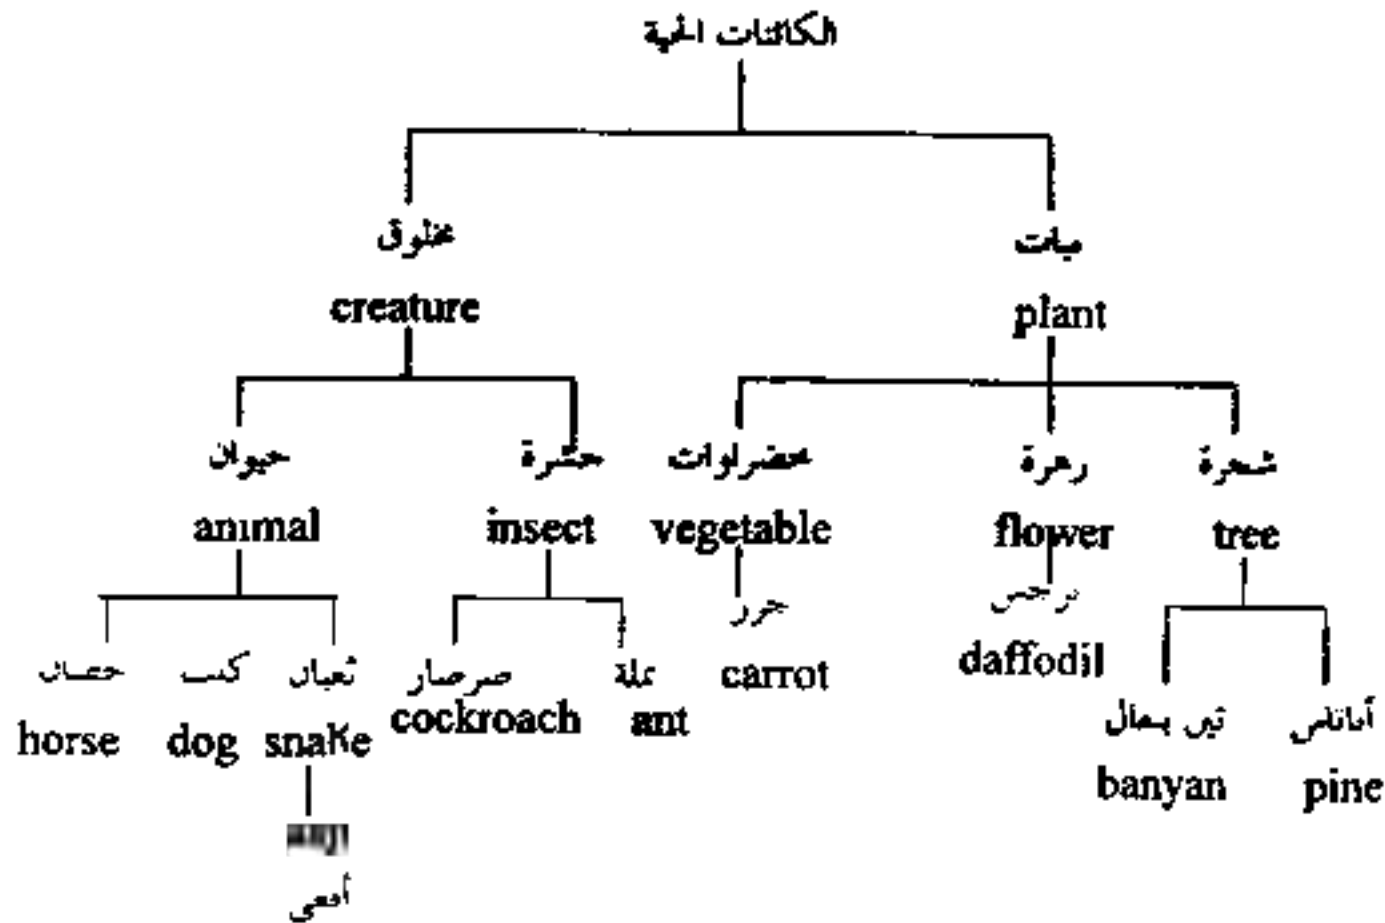 الكائنات الحية
مخلوق
نبات
creature
plant
حيوان
حشرة
خضراوات
زهرة
شجرة
animal
insect
vegetable
flower
tree
حصان
كلب
ثعبان
صرصار
نملة
جزر
نرجس
horse
dog
snake
cockroach
ant
carrot
daffodil
تين بنغال
أناناس
banyan
pine
أفعى